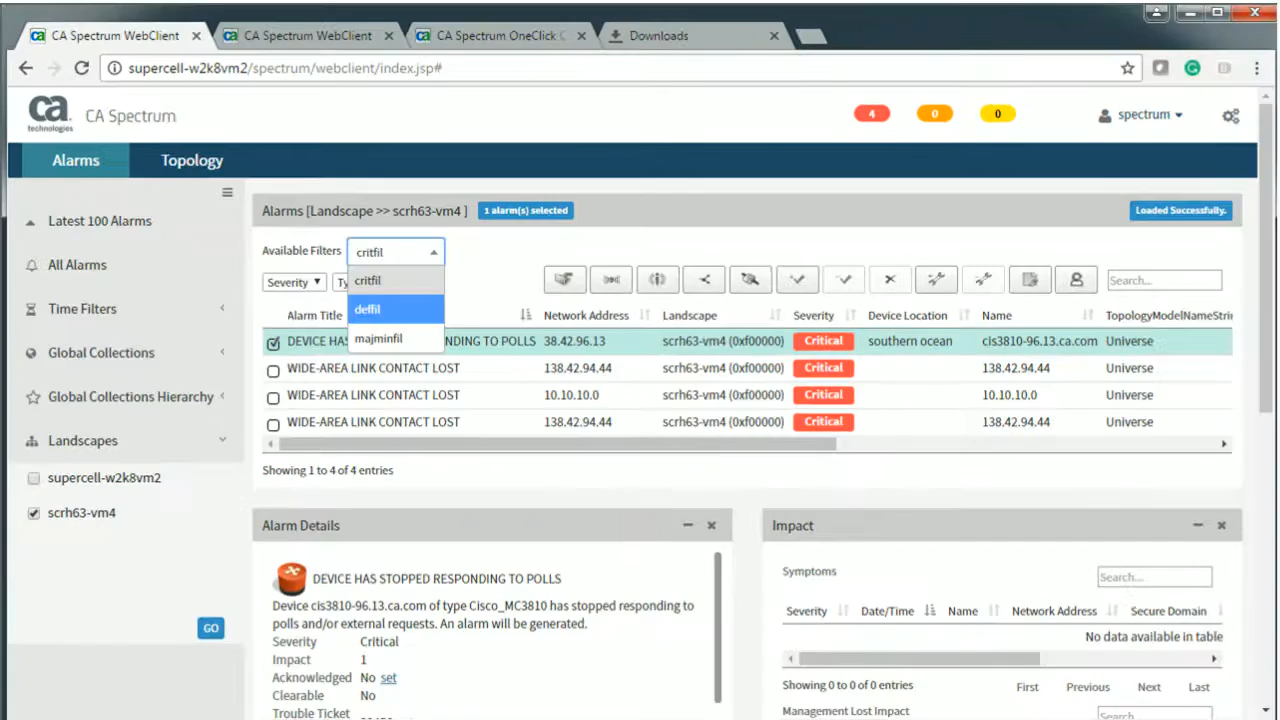 CA Spectrum WebClient
CA Spectrum WebClient
CA Spectrum OneClick C
Downloads
supercell-w2k8vm2/spectrum/webclient/index.jsp#
ca
technologies
CA Spectrum
4
0
0
spectrum
Alarms
Topology
Latest 100 Alarms
All Alarms
Time Filters
Global Collections
Global Collections Hierarchy
Landscapes
supercell-w2k8vm2
scrh63-vm4
GO
Alarms [Landscape >> scrh63-vm4 ]
1 alarm(s) selected
Loaded Successfully.
Available Filters
critfil
critfil
deffil
majminfil
Severity
Search...
Alarm Title Network Address Landscape Severity Device Location Name TopologyModelNameStrin
DEVICE HAS NDING TO POLLS 38.42.96.13 scrh63-vm4 (0xf00000) Critical southern ocean cis3810-96.13.ca.com Universe
WIDE-AREA LINK CONTACT LOST 138.42.94.44 scrh63-vm4 (0xf00000) Critical 138.42.94.44 Universe
WIDE-AREA LINK CONTACT LOST 10.10.10.0 scrh63-vm4 (0xf00000) Critical 10.10.10.0 Universe
WIDE-AREA LINK CONTACT LOST 138.42.94.44 scrh63-vm4 (0xf00000) Critical 138.42.94.44 Universe
Showing 1 to 4 of 4 entries
Alarm Details
DEVICE HAS STOPPED RESPONDING TO POLLS
Device cis3810-96.13.ca.com of type Cisco_MC3810 has stopped responding to
polls and/or external requests. An alarm will be generated.
Severity Critical
Impact 1
Acknowledged No set
Clearable No
Trouble Ticket
Impact
Symptoms
Search...
Severity Date/Time Name Network Address Secure Domain
No data available in table
Showing 0 to 0 of 0 entries
First Previous Next Last
Management Lost Impact
Search...